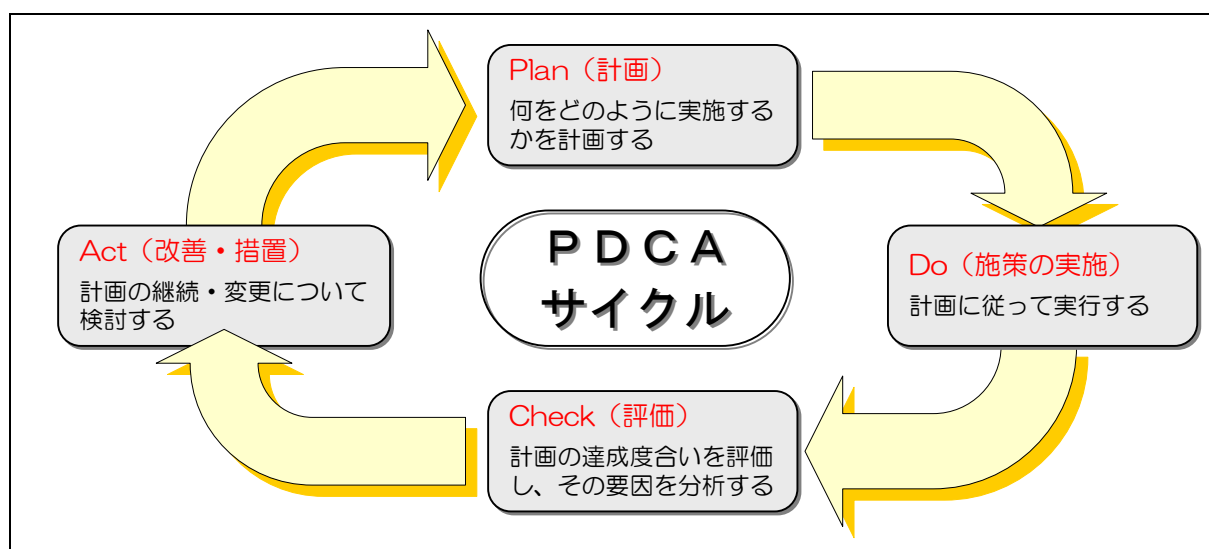 Plan（計画）
何をどのように実施する
かを計画する
Act（改善・措置）
計画の継続・変更について
検討する
ＰＤＣＡ
サイクル
Do（施策の実施）
計画に従って実行する
Check（評価）
計画の達成度合いを評価
し、その要因を分析する